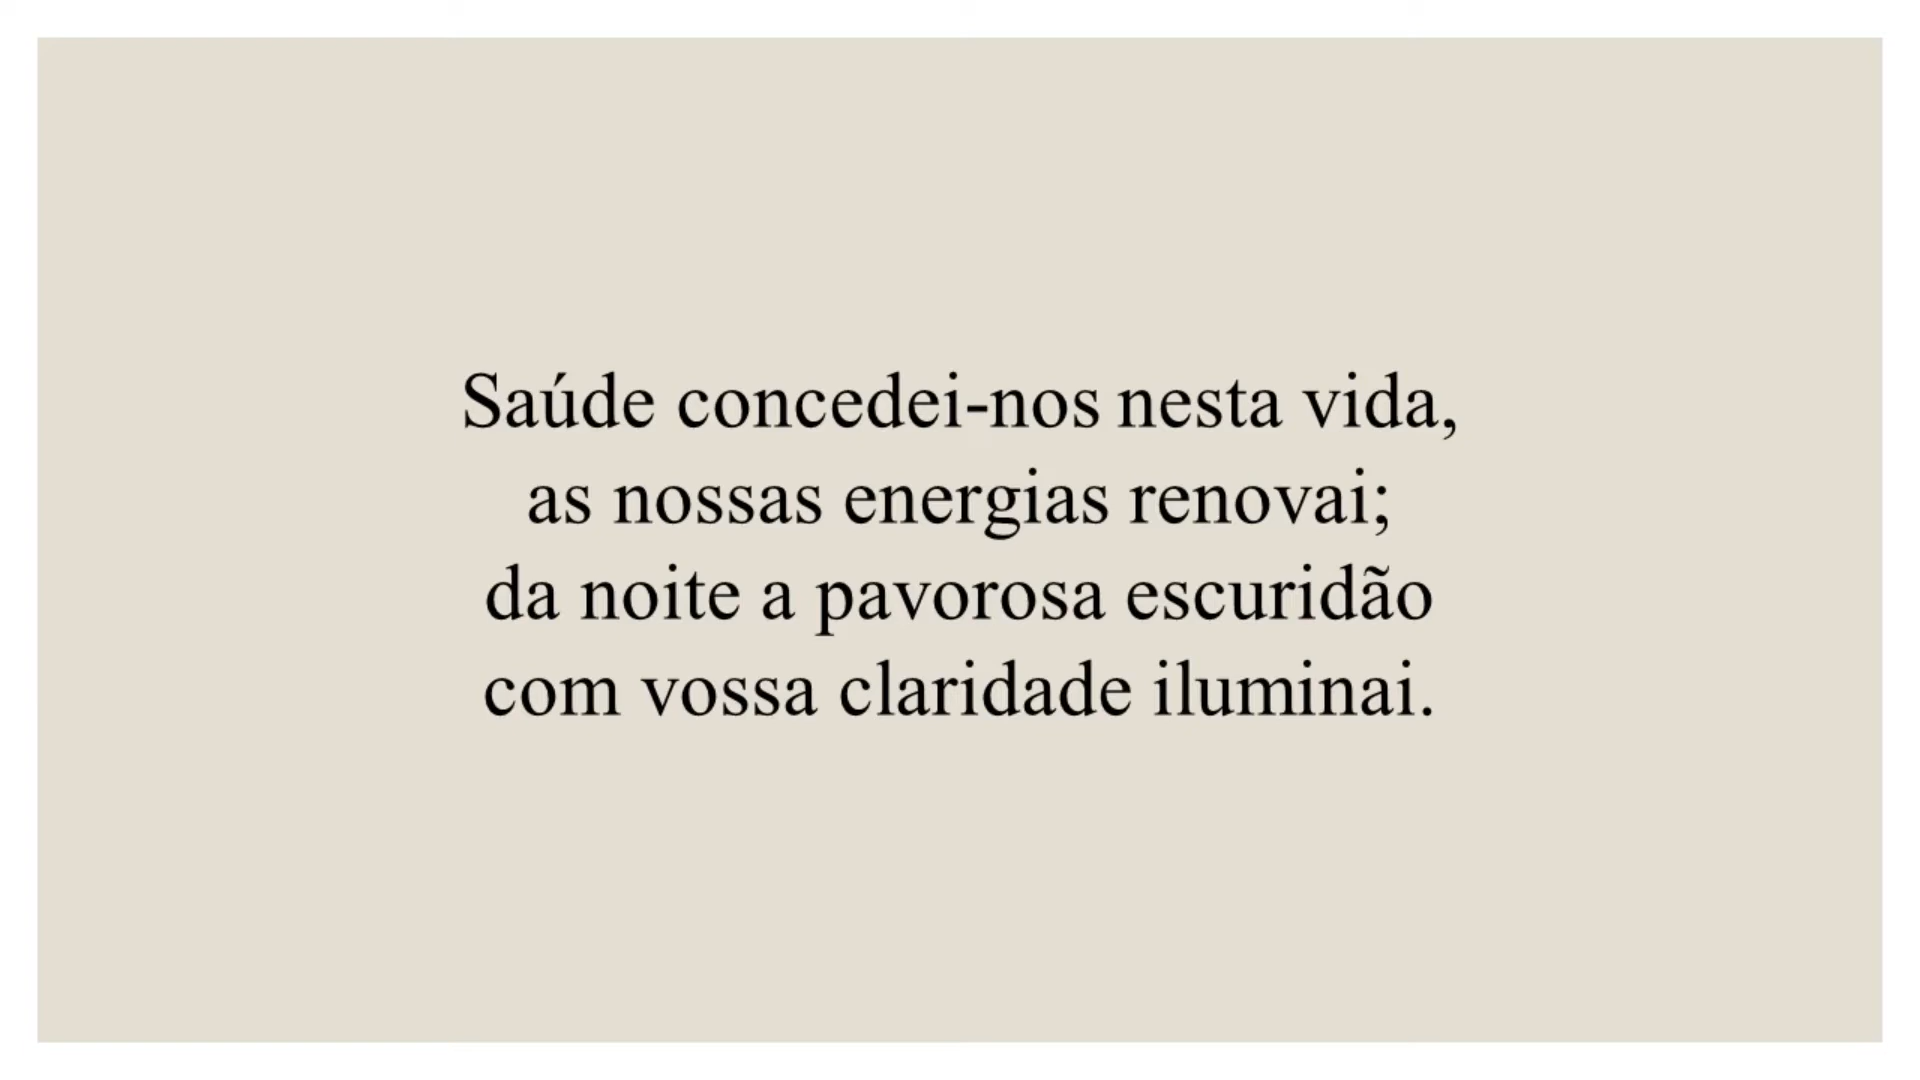 Saúde concedei-nos nesta vida,
as nossas energias renovai;
da noite a pavorosa escuridão
com vossa claridade iluminai.